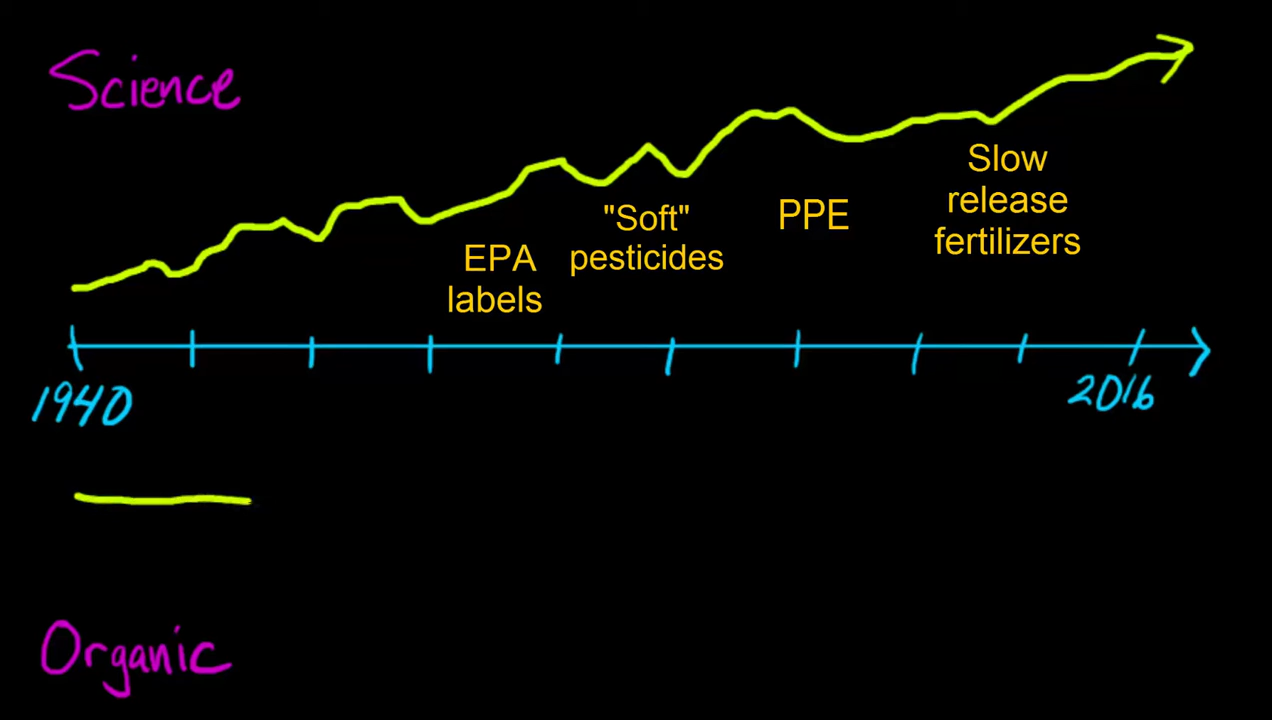 Science
Slow
release
fertilizers
PPE
"Soft"
pesticides
EPA
labels
1940
2016
Organic